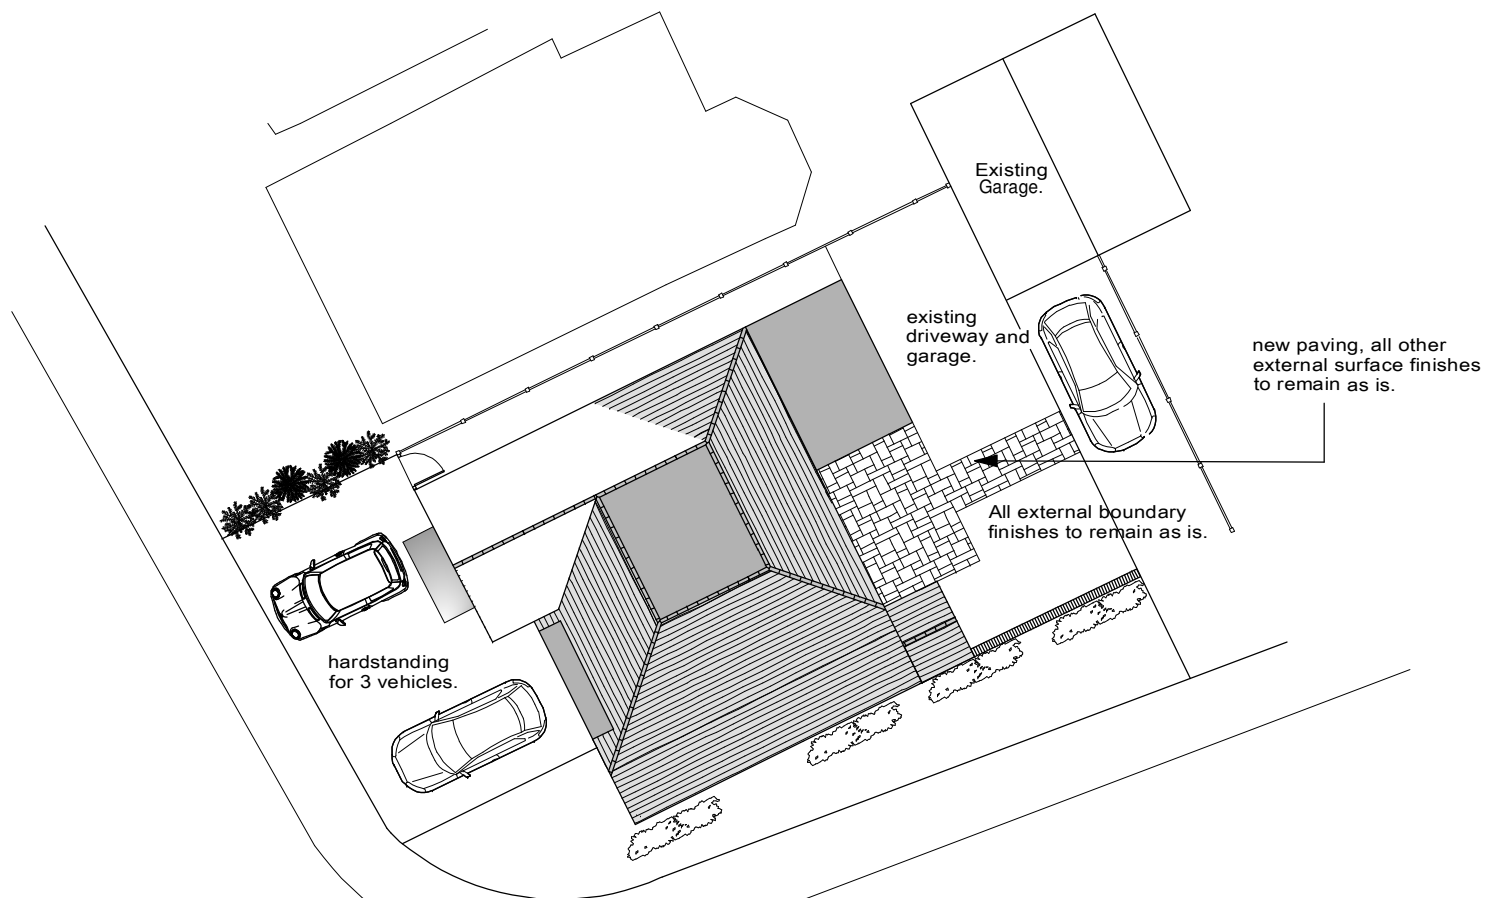 Existing
Garage.
existing
driveway and
garage.
new paving, all other
external surface finishes
to remain as is.
All external boundary
finishes to remain as is.
hardstanding
for 3 vehicles.